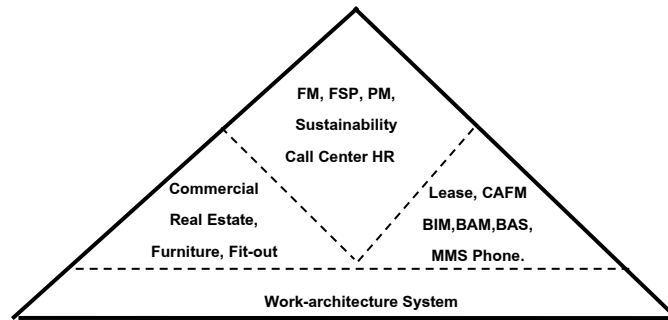 FM, FSP, PM,
Sustainability
Call Center HR
Commercial
Real Estate,
Furniture, Fit-out
Lease, CAFM
BIM,BAM,BAS,
MMS Phone.
Work-architecture System